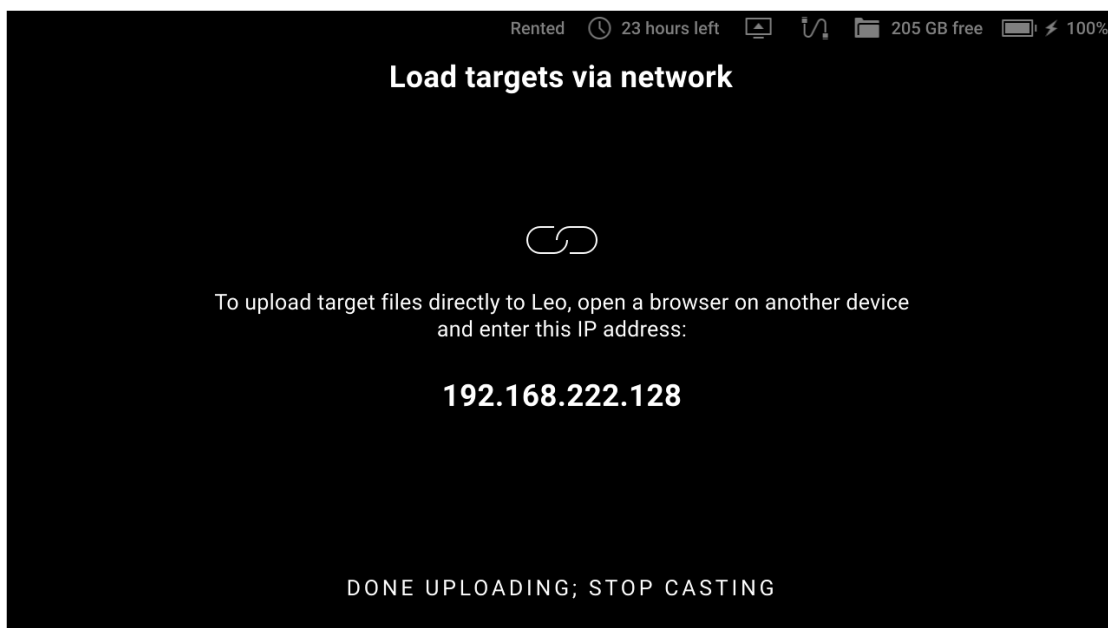 Rented 23 hours left 205 GB free 100%
Load targets via network
To upload target files directly to Leo, open a browser on another device
and enter this IP address:
192.168.222.128
DONE UPLOADING; STOP CASTING